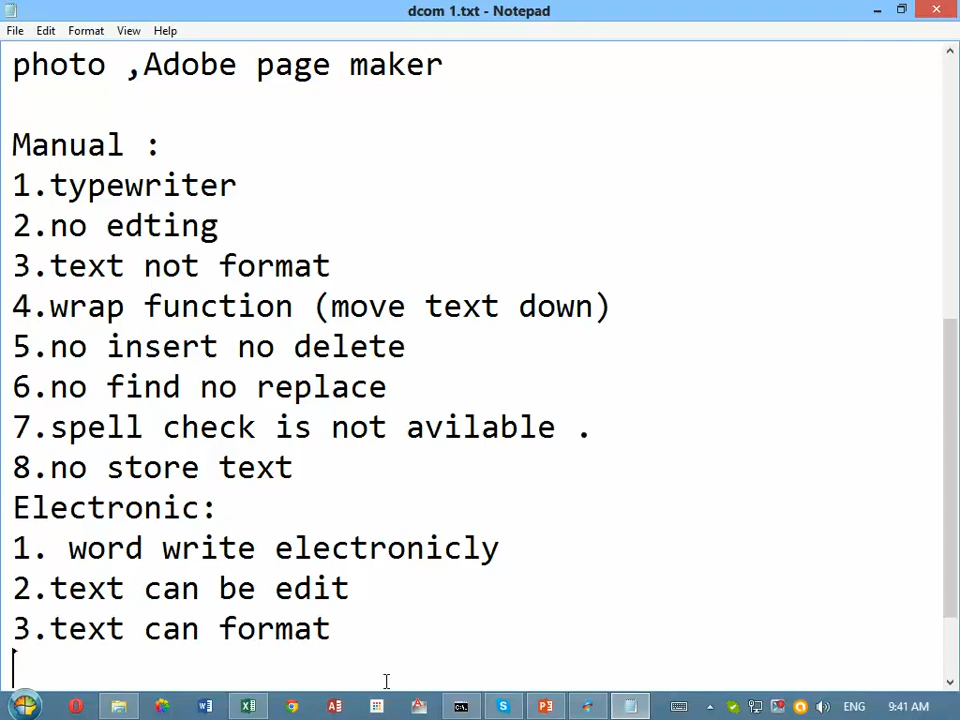 dcom 1.txt - Notepad
File Edit Format View Help
photo ,Adobe page maker
Manual :
1.typewriter
2.no edting
3.text not format
4.wrap function (move text down)
5.no insert no delete
6.no find no replace
7.spell check is not avilable .
8.no store text
Electronic:
1. word write electronicly
2.text can be edit
3.text can format
ENG 9:41 AM